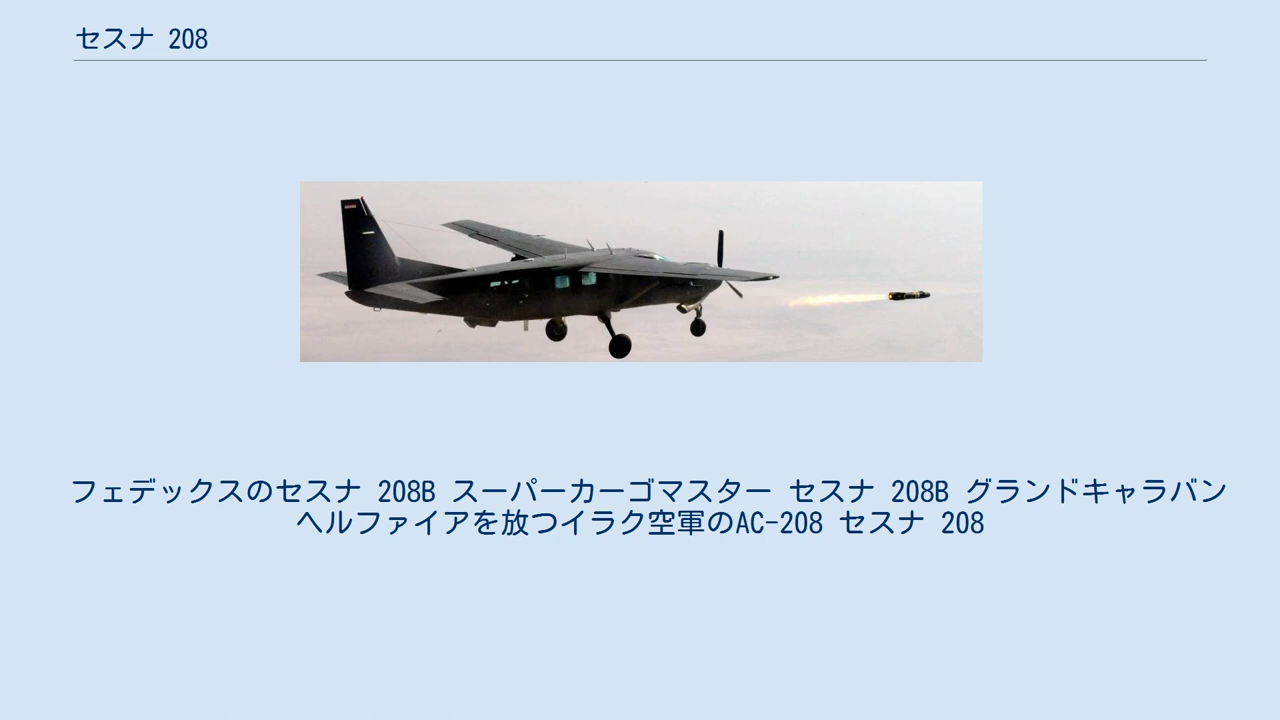 セスナ 208
フェデックスのセスナ 208B スーパーカーゴマスター セスナ 208B グランドキャラバン
ヘルファイアを放つイラク空軍のAC-208 セスナ 208